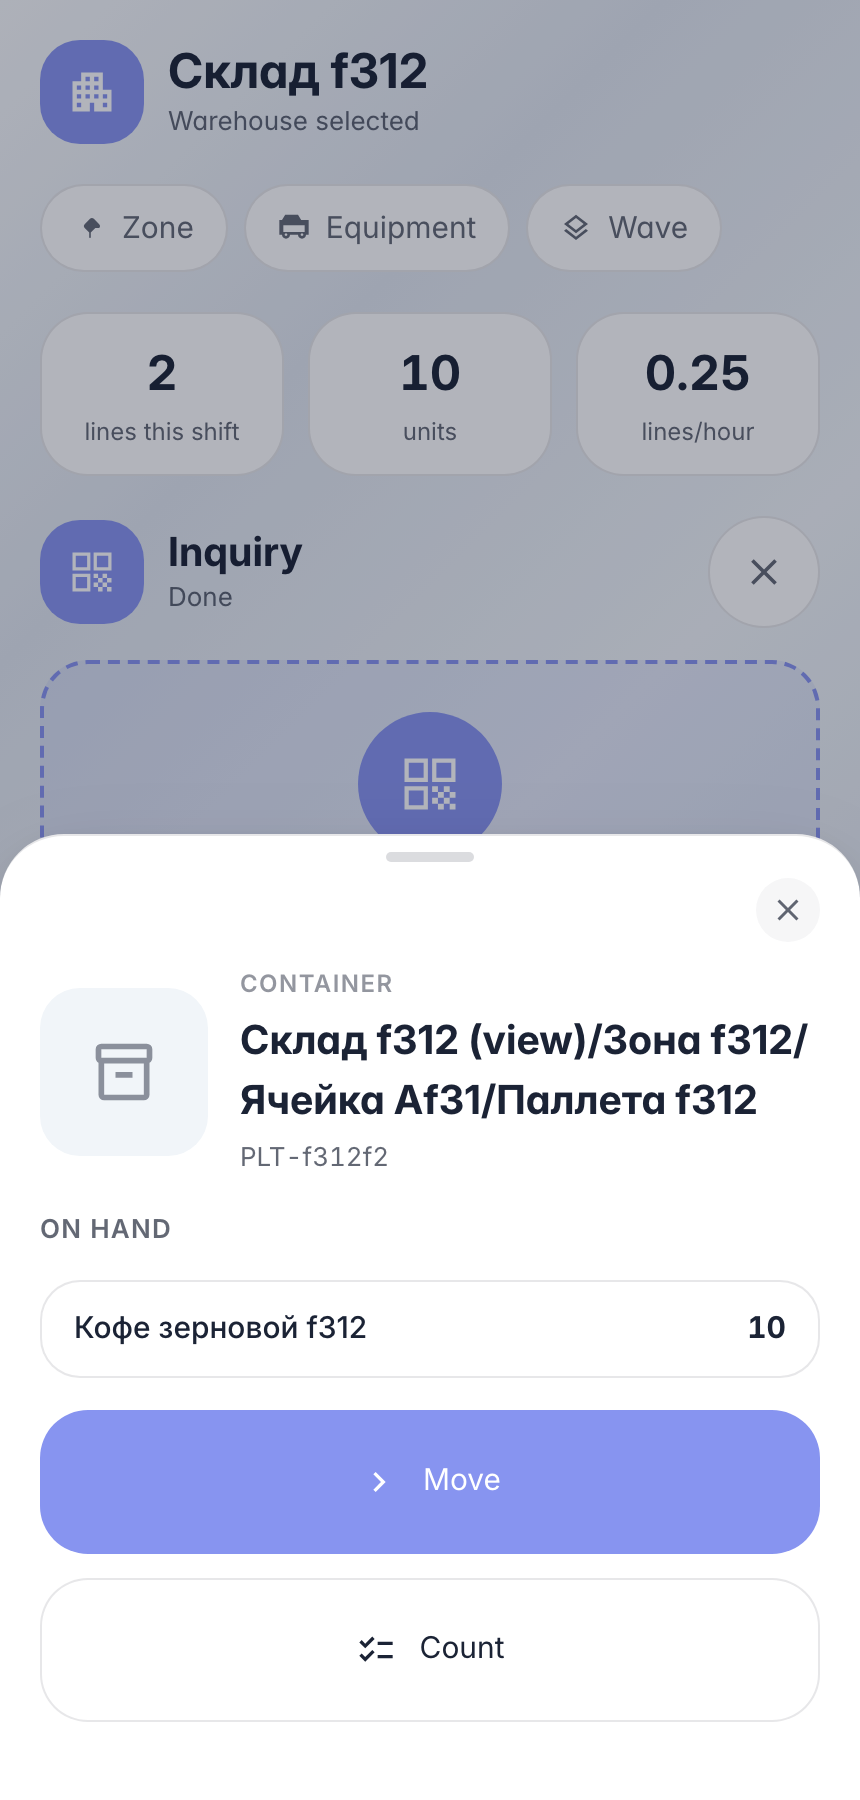 Склад f312
Warehouse selected
Zone
Equipment
Wave
2
10
0.25
lines this shift
units
lines/hour
Inquiry
Done
CONTAINER
Склад f312 (view)/Зона f312/
Ячейка Af31/Паллета f312
PLT-f312f2
ON HAND
Кофе зерновой f312
10
Move
Count